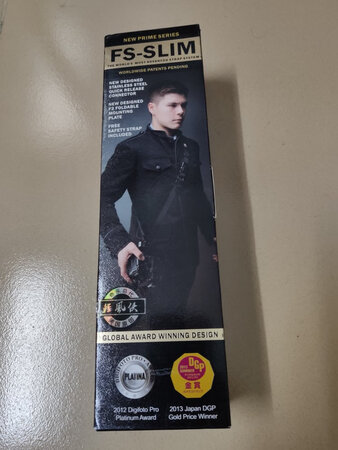 NEW PRIME SERIES
FS-SLIM
THE WORLD'S MOST ADVANCED STRAP SYSTEM
WORLDWIDE PATENTS PENDING
NEW DESIGNED
STAINLESS STEEL
QUICK RELEASE
CONNECTOR
NEW DESIGNED
F2 FOLDABLE
MOUNTING
PLATE
FREE
SAFETY STRAP
INCLUDED
風俠
GLOBAL AWARD WINNING DESIGN
PLATINA
DGP
金賞
2012 Digifoto Pro
Platinum Award
2013 Japan DGP
Gold Price Winner